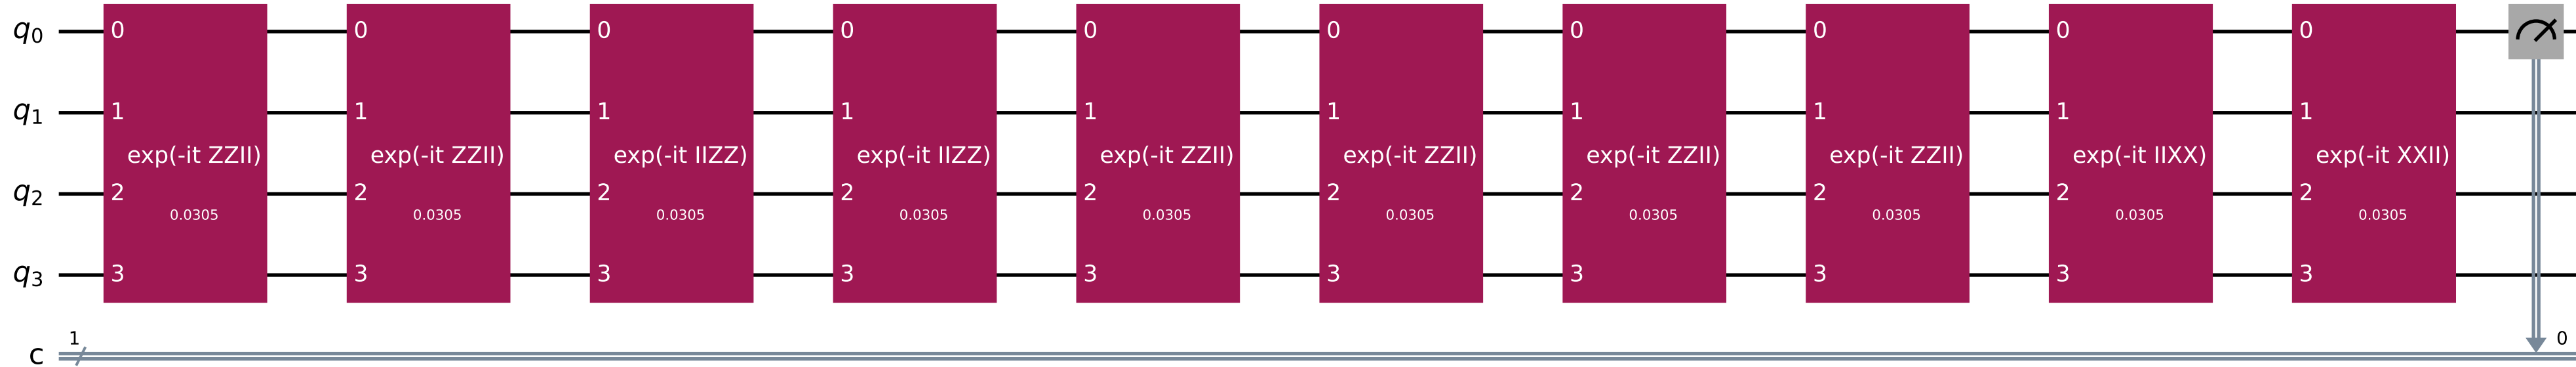 q0 0 0 0 0 0 0 0 0 0 0
q1 1 1 1 1 1 1 1 1 1 1
exp(-it ZZII) exp(-it ZZII) exp(-it IIZZ) exp(-it IIZZ) exp(-it ZZII) exp(-it ZZII) exp(-it ZZII) exp(-it ZZII) exp(-it IIXX) exp(-it XXII)
q2 2 2 2 2 2 2 2 2 2 2
0.0305 0.0305 0.0305 0.0305 0.0305 0.0305 0.0305 0.0305 0.0305 0.0305
q3 3 3 3 3 3 3 3 3 3 3
1 0
c